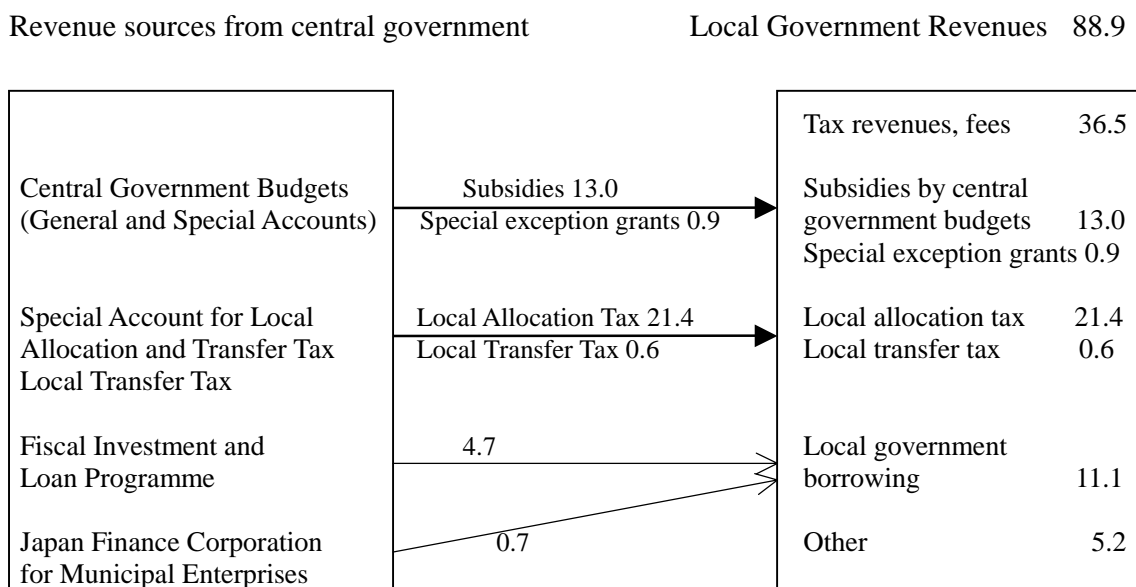 Revenue sources from central government
Local Government Revenues 88.9
Central Government Budgets
(General and Special Accounts)
Special Account for Local
Allocation and Transfer Tax
Local Transfer Tax
Fiscal Investment and
Loan Programme
Japan Finance Corporation
for Municipal Enterprises
Subsidies 13.0
Special exception grants 0.9
Local Allocation Tax 21.4
Local Transfer Tax 0.6
4.7
0.7
Tax revenues, fees 36.5
Subsidies by central
government budgets 13.0
Special exception grants 0.9
Local allocation tax 21.4
Local transfer tax 0.6
Local government
borrowing 11.1
Other 5.2